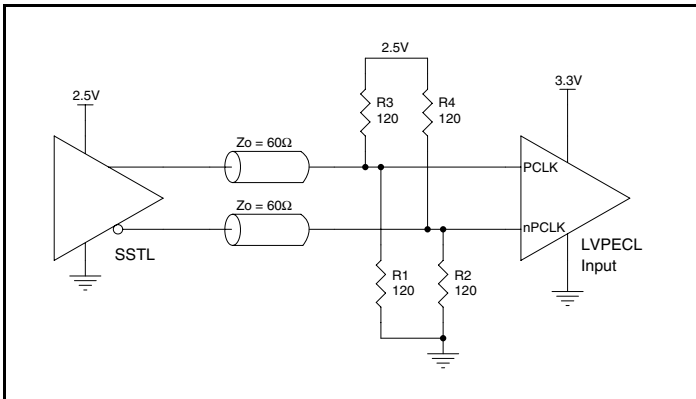 2.5V
2.5V
3.3V
R3
120
R4
120
Zo = 60Ω
PCLK
Zo = 60Ω
nPCLK
SSTL
LVPECL
Input
R1
120
R2
120